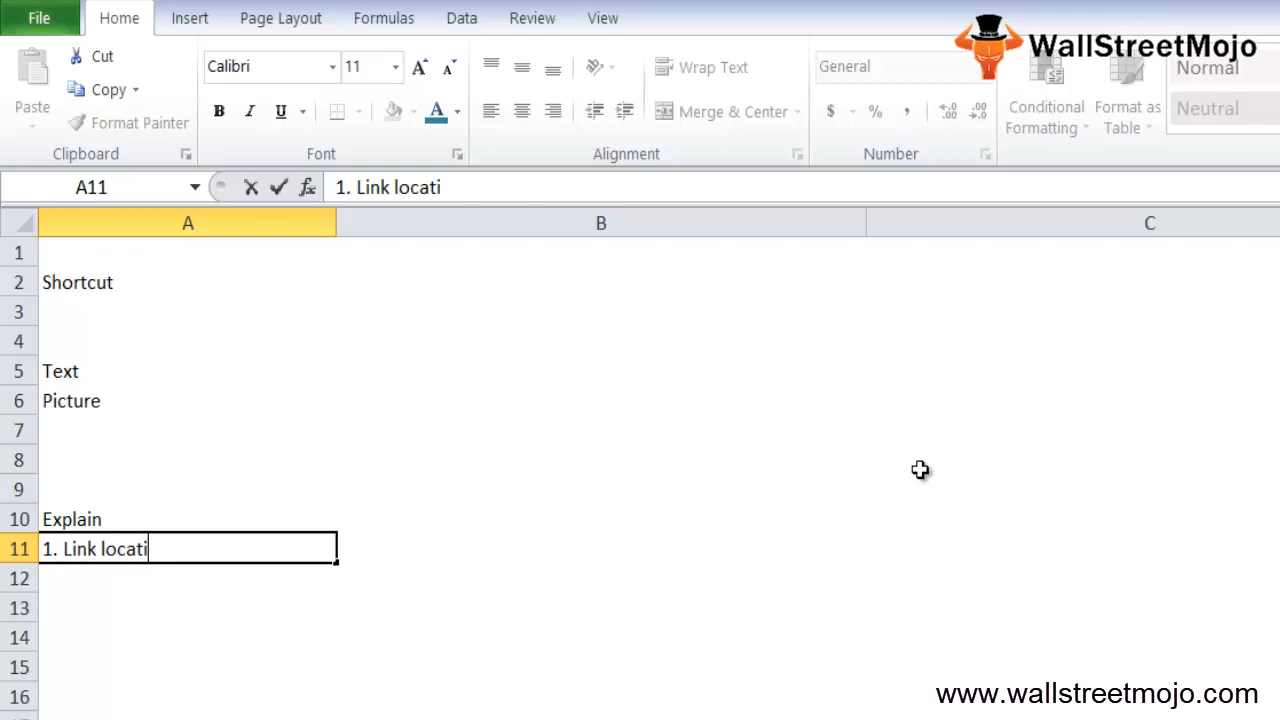 File Home Insert Page Layout Formulas Data Review View
WallStreetMojo
Paste
Cut
Copy
Format Painter
Clipboard
Calibri 11 A A
B I U A
Font
Wrap Text
Merge & Center
Alignment
General
$ % ,
.0 .00
.00 .0
Number
Conditional Formatting
Format as Table
Normal
Neutral
A11 fx 1. Link locati
A B C
1
2 Shortcut
3
4
5 Text
6 Picture
7
8
9
10 Explain
11 1. Link locati
12
13
14
15
16
www.wallstreetmojo.com